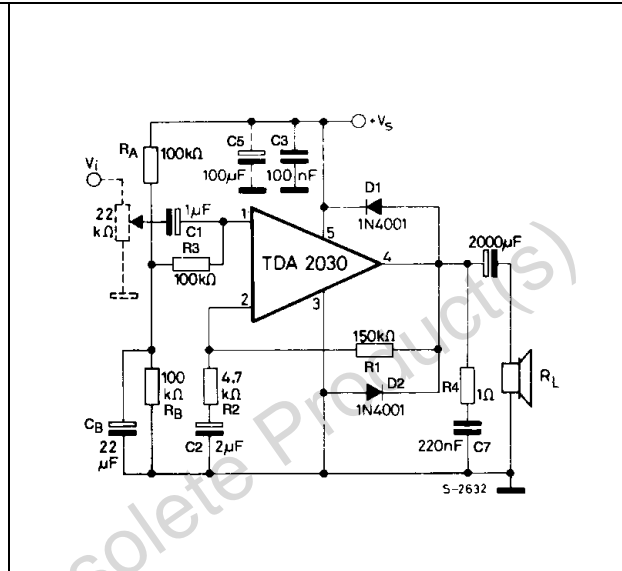 +Vs
RA
100kΩ
C5
C3
100µF
100nF
Vi
D1
1N4001
22
kΩ
1µF
C1
1
5
2000µF
R3
100kΩ
TDA 2030
4
2
3
150kΩ
R1
RL
100
kΩ
RB
4.7
kΩ
R2
D2
1N4001
R4
1Ω
CB
22
µF
C2
2µF
220nF
C7
S-2632
solete Product(s)